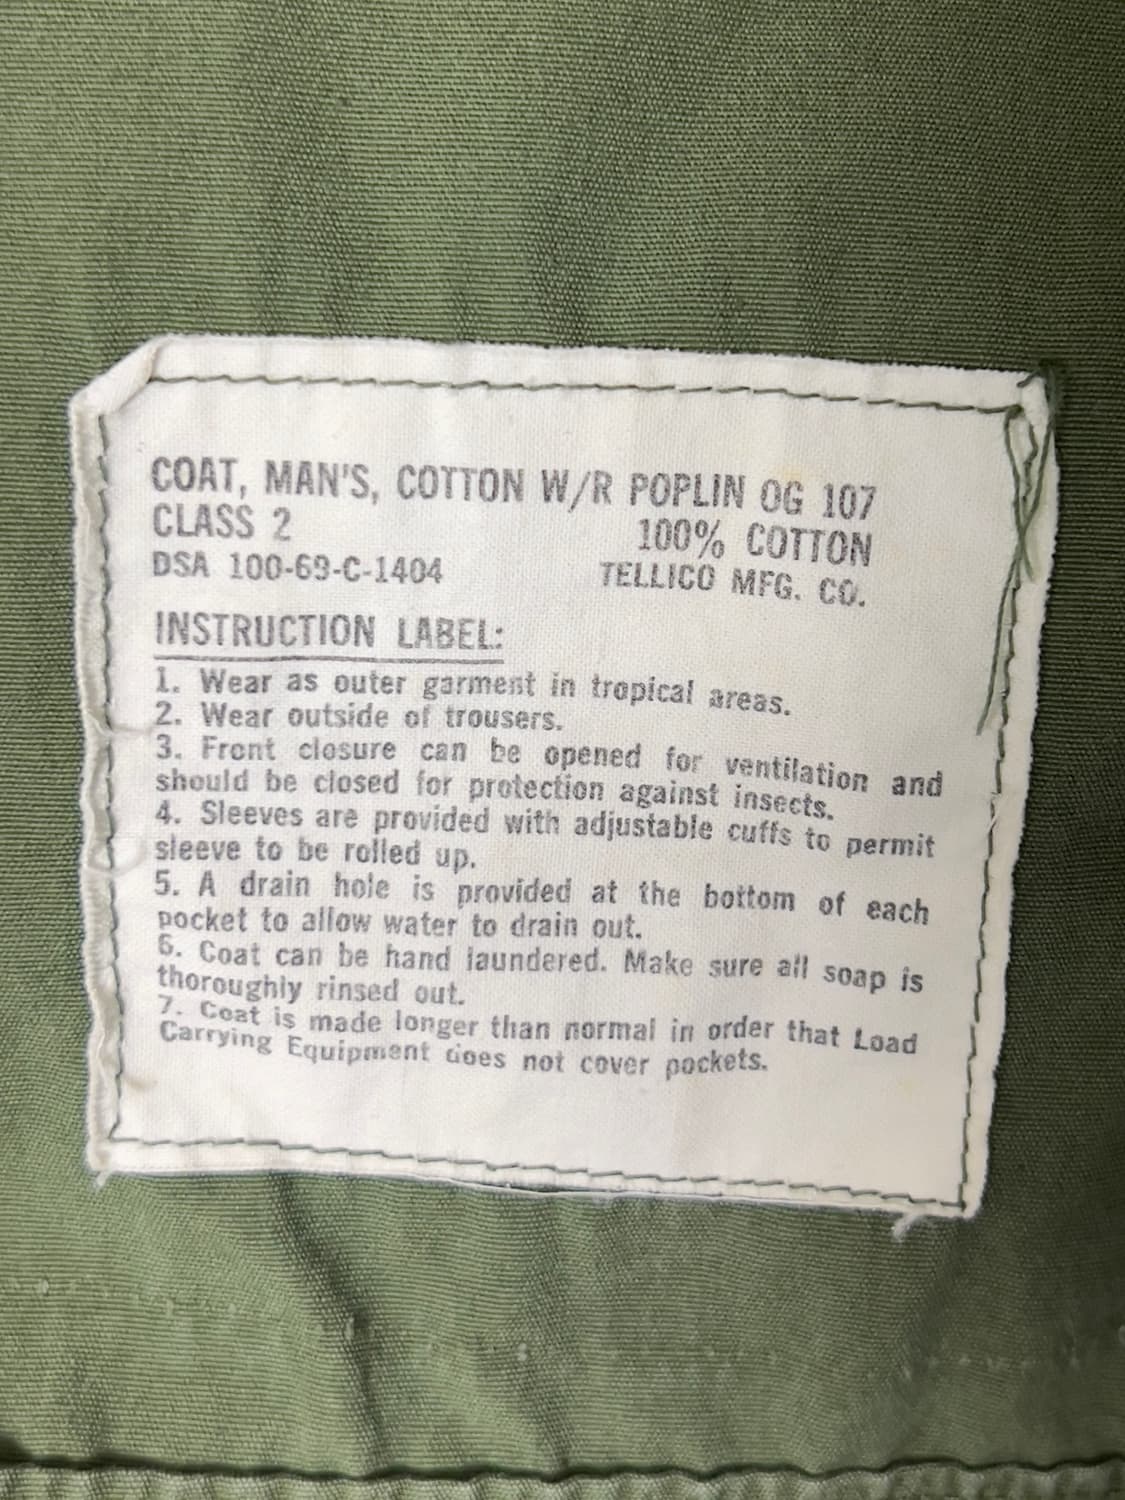 COAT, MAN'S, COTTON W/R POPLIN OG 107
CLASS 2 100% COTTON
DSA 100-69-C-1404 TELLICO MFG. CO.
INSTRUCTION LABEL:
1. Wear as outer garment in tropical areas.
2. Wear outside of trousers.
3. Front closure can be opened for ventilation and
should be closed for protection against insects.
4. Sleeves are provided with adjustable cuffs to permit
sleeve to be rolled up.
5. A drain hole is provided at the bottom of each
pocket to allow water to drain out.
6. Coat can be hand laundered. Make sure all soap is
thoroughly rinsed out.
7. Coat is made longer than normal in order that Load
Carrying Equipment does not cover pockets.